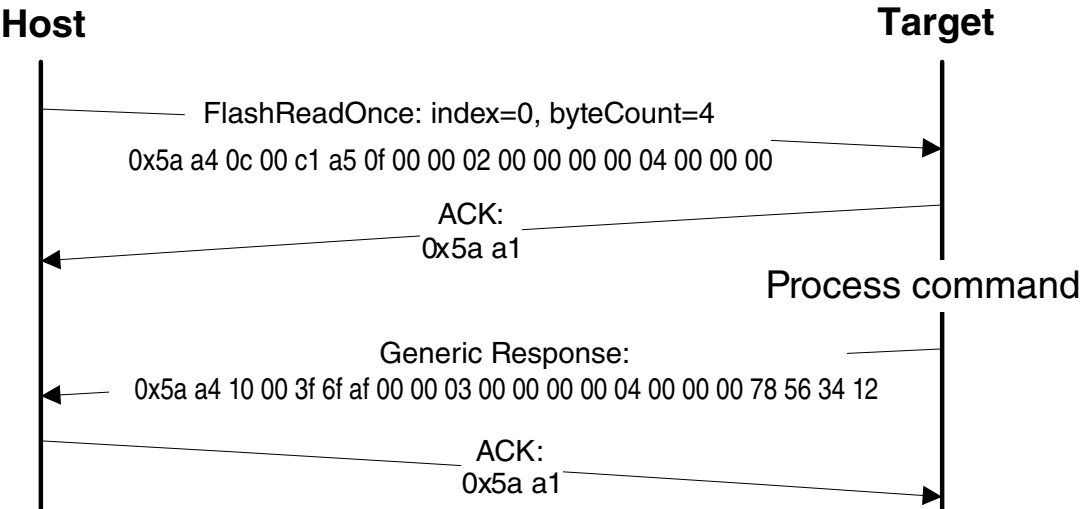 Host
Target
FlashReadOnce: index=0, byteCount=4
0x5a a4 0c 00 c1 a5 0f 00 00 02 00 00 00 00 04 00 00 00
ACK:
0x5a a1
Process command
Generic Response:
0x5a a4 10 00 3f 6f af 00 00 03 00 00 00 00 04 00 00 00 78 56 34 12
ACK:
0x5a a1